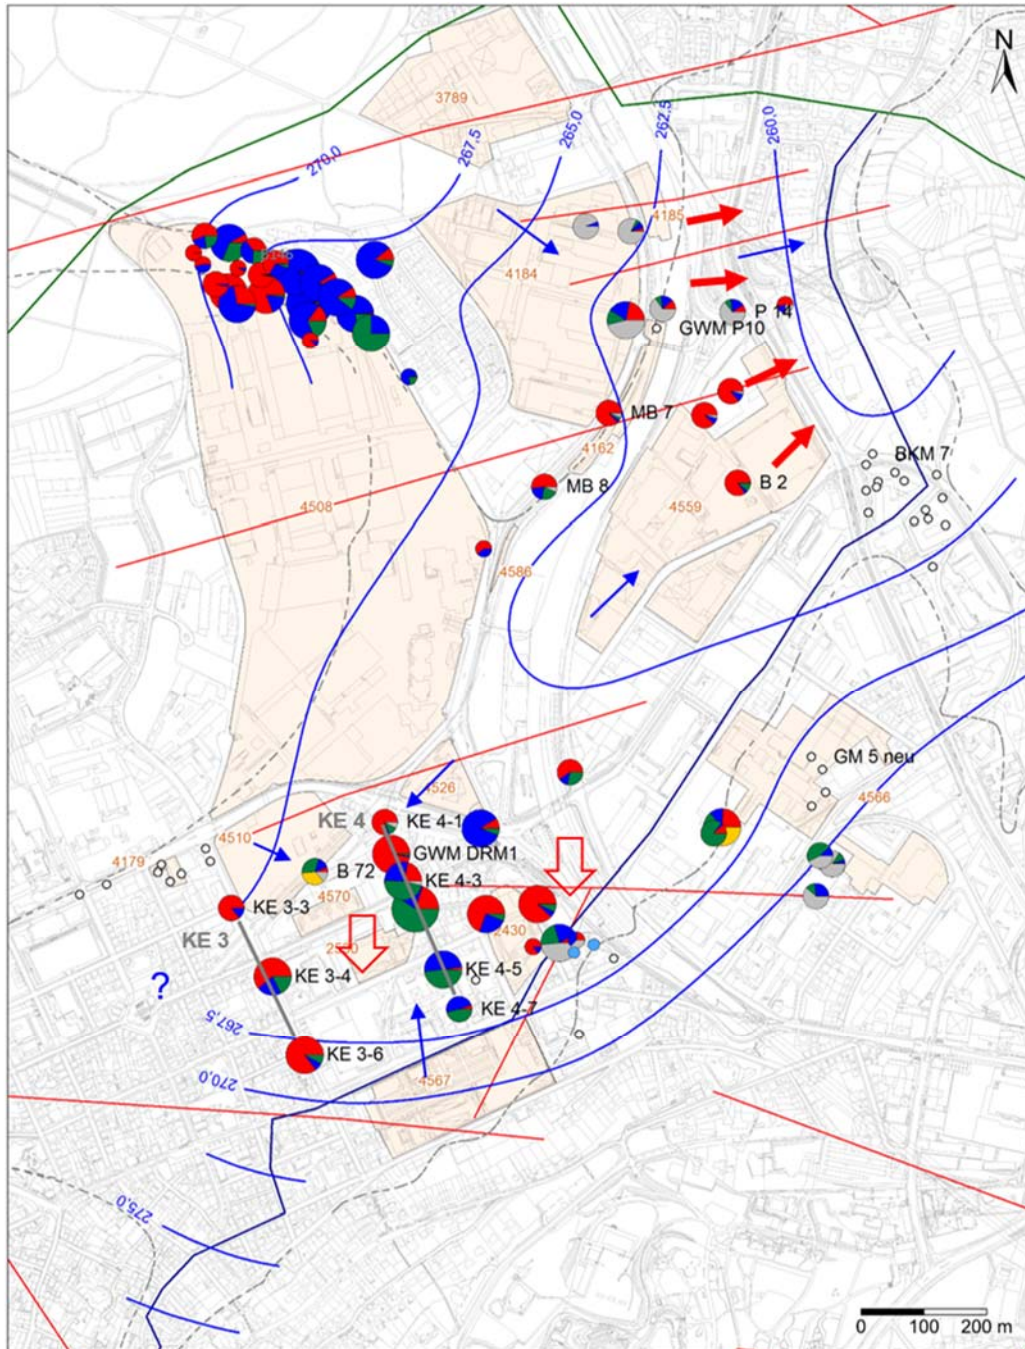 N
3789
270,0
267,5
265,0
262,5
260,0
4185
4184
P 14
GWM P10
MB 7
4162
BKM 7
MB 8
B 2
4559
4508
4586
GM 5 neu
4566
4526
KE 4
KE 4-1
4510
GWM DRM1
4179
B 72
KE 4-3
4570
KE 3-3
2430
KE 3
KE 4-5
KE 3-4
?
KE 4-7
267,5
KE 3-6
270,0
4567
275,0
0 100 200 m